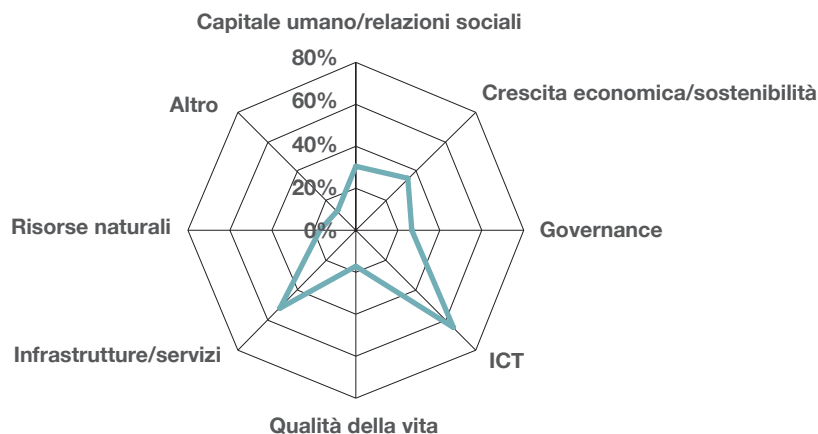 Capitale umano/relazioni sociali
80%
Crescita economica/sostenibilità
Altro
60%
40%
20%
Risorse naturali
0%
Governance
Infrastrutture/servizi
ICT
Qualità della vita